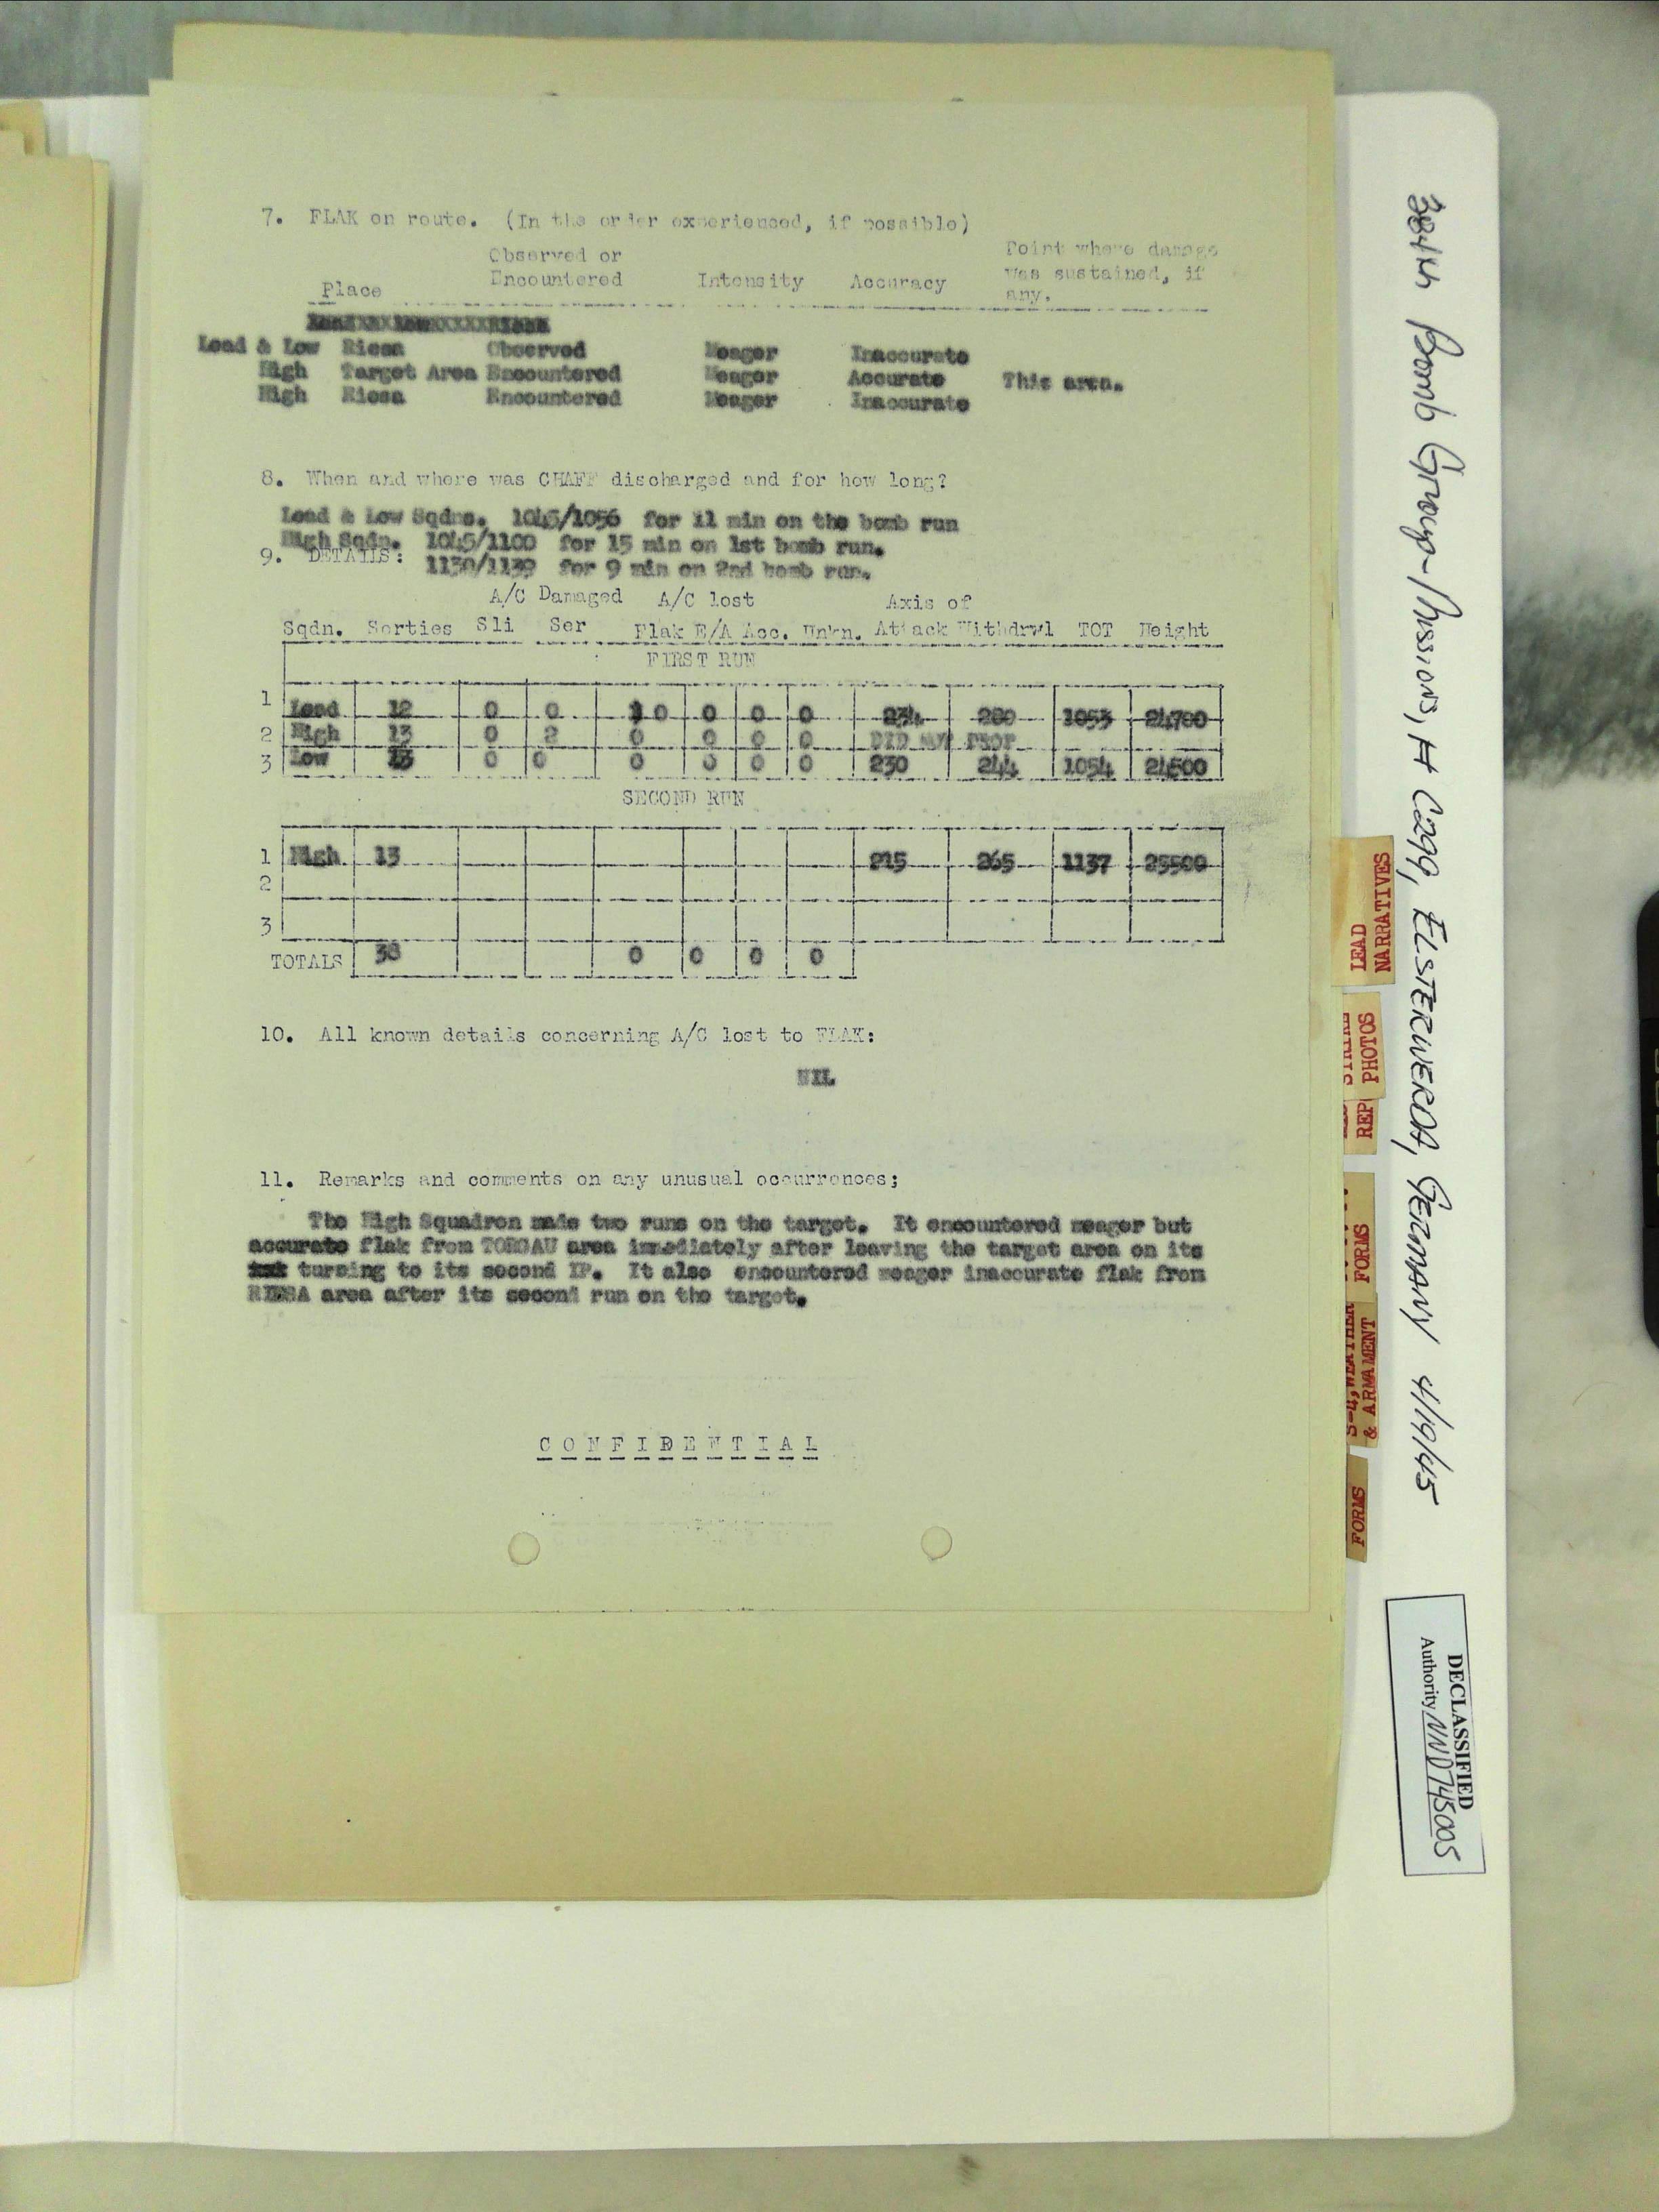 7. FLAK on route. (In the order experienced, if possible)
Place Observed or Encountered Intensity Accuracy Point where damage was sustained, if any.
Lead & Low Riesa Observed Meager Inaccurate
High Target Area Encountered Meager Accurate This area.
High Riesa Encountered Meager Inaccurate
8. When and where was CHAFF discharged and for how long?
Lead & Low Sqdns. 1045/1056 for 11 min on the bomb run
High Sqdn. 1045/1100 for 15 min on 1st bomb run.
9. DETAILS:
1130/1139 for 9 min on 2nd bomb run.
A/C Damaged A/C lost Axis of
Sqdn. Sorties Sli Ser Flak E/A Acc. Unkn. Attack Withdrwl TOT Height
FIRST RUN
1 Lead 12 0 0 0 0 0 0 234 280 1053 24700
2 High 13 0 2 0 0 0 0 DID NOT DROP
3 Low 13 0 0 0 0 0 0 230 244 1054 24500
SECOND RUN
1 High 13 215 265 1137 25500
2
3
TOTALS 38 0 0 0 0
10. All known details concerning A/C lost to FLAK:
NIL
11. Remarks and comments on any unusual occurrences;
The High Squadron made two runs on the target. It encountered meager but
accurate flak from TORGAU area immediately after leaving the target area on its
turning to its second IP. It also encountered meager inaccurate flak from
RIESA area after its second run on the target.
CONFIDENTIAL
384th Bomb Group-Missions, H C299, ELSTERWERDA, GERMANY 4/19/45
LEAD
NARRATIVES
STRIKE
PHOTOS
REP
FORMS
S-4, WEATHER
& ARMAMENT
FORMS
DECLASSIFIED
Authority NND745005